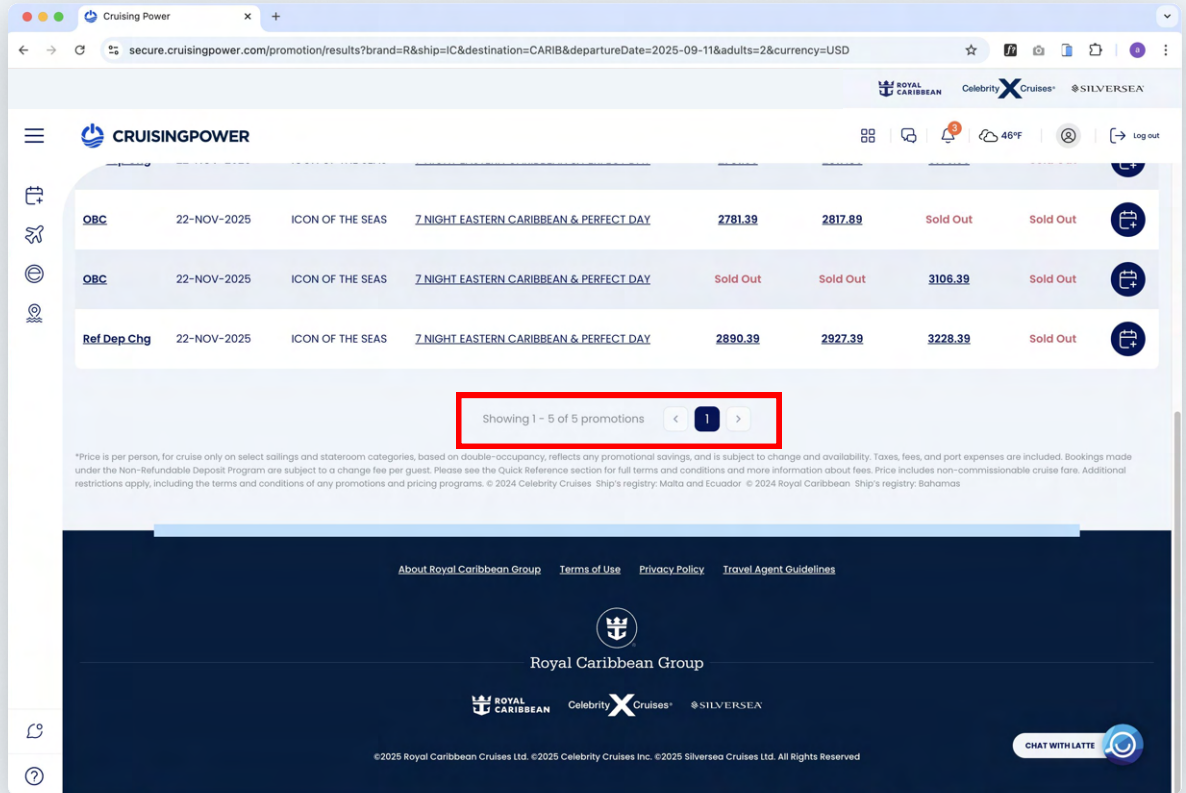 Cruising Power
secure.cruisingpower.com/promotion/results?brand=R&ship=IC&destination=CARIB&departureDate=2025-09-11&adults=2&currency=USD
a
ROYAL CARIBBEAN Celebrity X Cruises® SILVERSEA
CRUISINGPOWER 3 46°F Log out
OBC 22-NOV-2025 ICON OF THE SEAS 7 NIGHT EASTERN CARIBBEAN & PERFECT DAY 2781.39 2817.89 Sold Out Sold Out
OBC 22-NOV-2025 ICON OF THE SEAS 7 NIGHT EASTERN CARIBBEAN & PERFECT DAY Sold Out Sold Out 3106.39 Sold Out
Ref Dep Chg 22-NOV-2025 ICON OF THE SEAS 7 NIGHT EASTERN CARIBBEAN & PERFECT DAY 2890.39 2927.39 3228.39 Sold Out
Showing 1 - 5 of 5 promotions < 1 >
*Price is per person, for cruise only on select sailings and stateroom categories, based on double-occupancy, reflects any promotional savings, and is subject to change and availability. Taxes, fees, and port expenses are included. Bookings made
under the Non-Refundable Deposit Program are subject to a change fee per guest. Please see the Quick Reference section for full terms and conditions and more information about fees. Price includes non-commissionable cruise fare. Additional
restrictions apply, including the terms and conditions of any promotions and pricing programs. © 2024 Celebrity Cruises Ship's registry: Malta and Ecuador © 2024 Royal Caribbean Ship's registry: Bahamas
About Royal Caribbean Group Terms of Use Privacy Policy Travel Agent Guidelines
Royal Caribbean Group
ROYAL CARIBBEAN Celebrity X Cruises® SILVERSEA
CHAT WITH LATTE
©2025 Royal Caribbean Cruises Ltd. ©2025 Celebrity Cruises Inc. ©2025 Silversea Cruises Ltd. All Rights Reserved